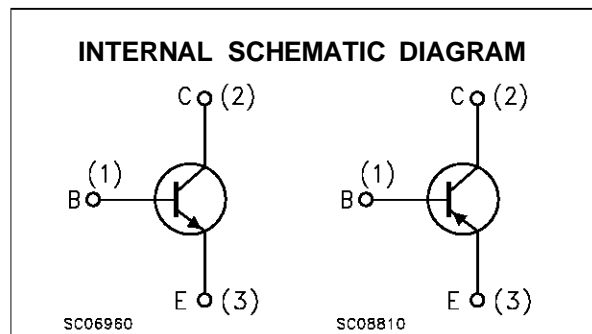 INTERNAL SCHEMATIC DIAGRAM
C (2) C (2)
(1) (1)
B B
E (3) E (3)
SC06960 SC08810